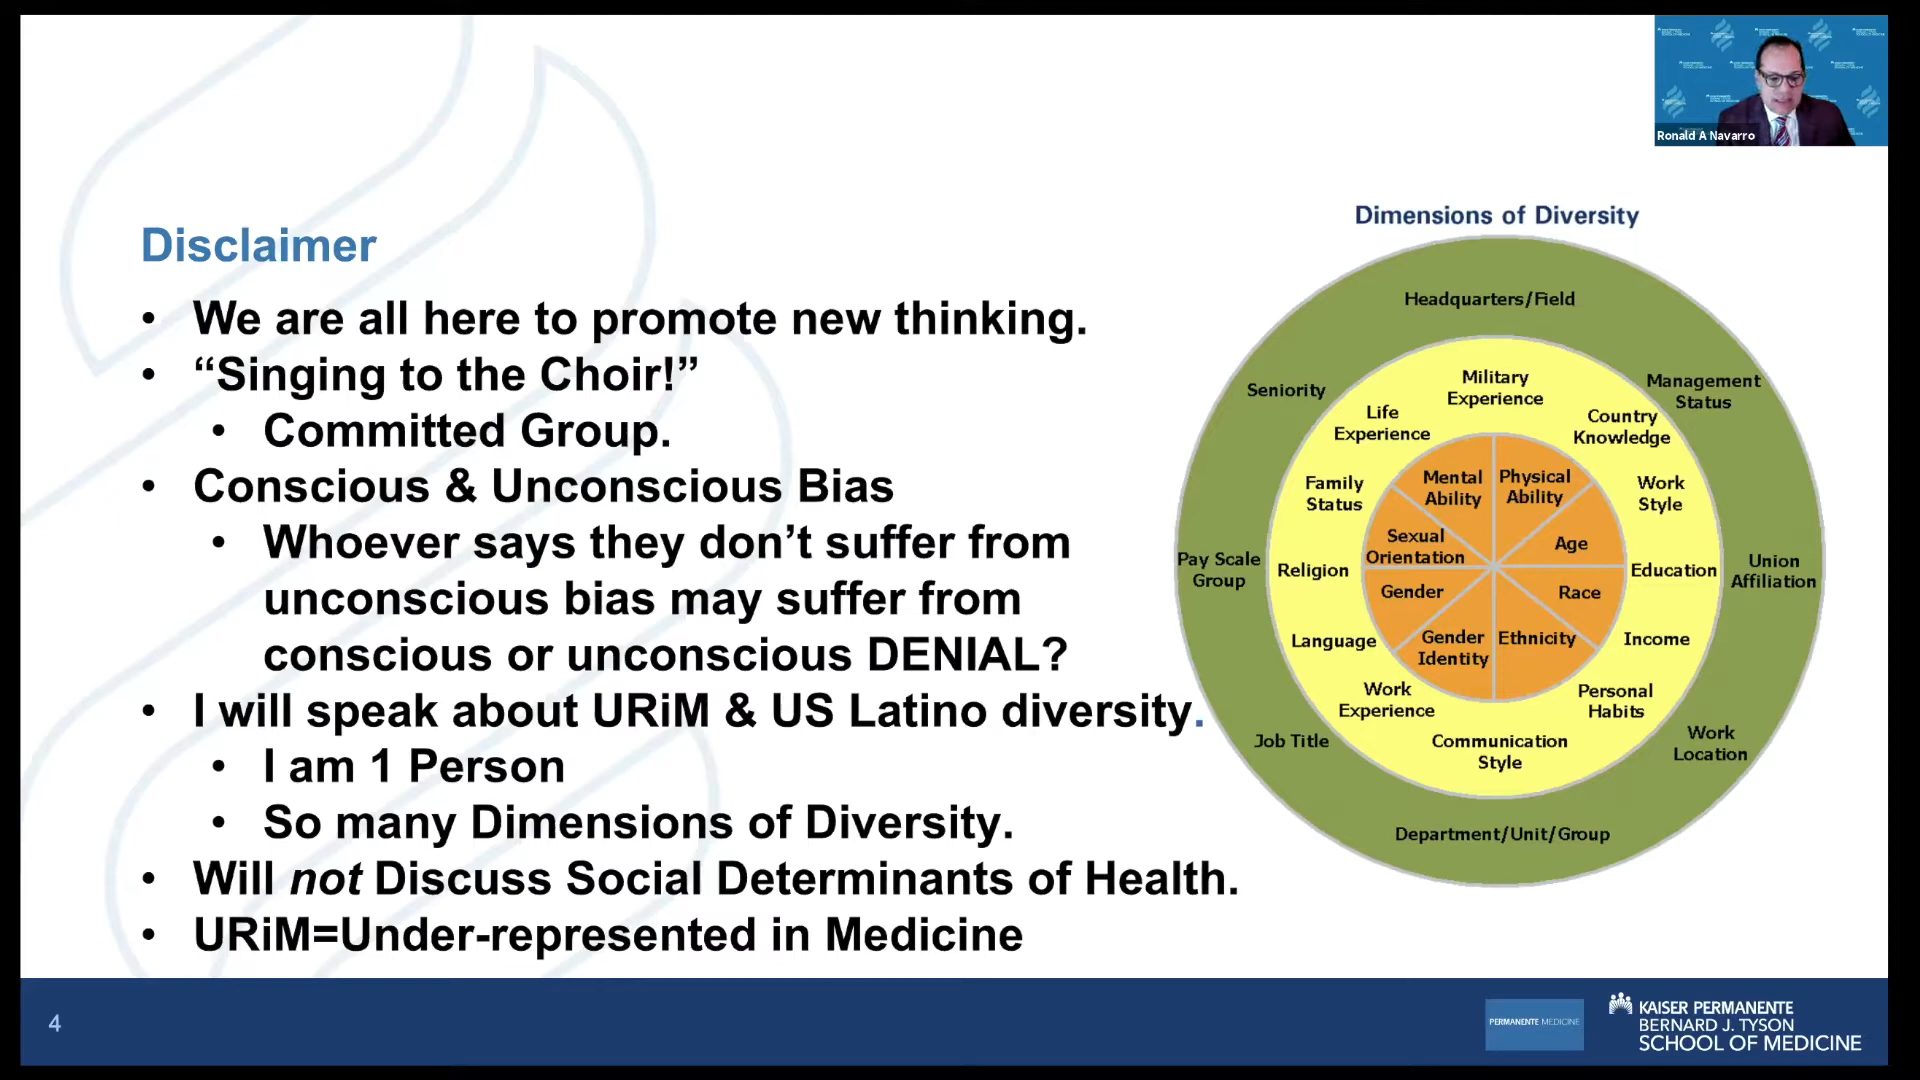 Ronald A Navarro
Disclaimer
• We are all here to promote new thinking.
• “Singing to the Choir!”
• Committed Group.
• Conscious & Unconscious Bias
• Whoever says they don’t suffer from
unconscious bias may suffer from
conscious or unconscious DENIAL?
• I will speak about URiM & US Latino diversity.
• I am 1 Person
• So many Dimensions of Diversity.
• Will not Discuss Social Determinants of Health.
• URiM=Under-represented in Medicine
Dimensions of Diversity
Headquarters/Field
Management
Status
Union
Affiliation
Work
Location
Department/Unit/Group
Job Title
Pay Scale
Group
Seniority
Military
Experience
Country
Knowledge
Work
Style
Education
Income
Personal
Habits
Communication
Style
Work
Experience
Language
Religion
Family
Status
Life
Experience
Mental
Ability
Physical
Ability
Age
Race
Ethnicity
Gender
Identity
Gender
Sexual
Orientation
4
PERMANENTE MEDICINE
KAISER PERMANENTE
BERNARD J. TYSON
SCHOOL OF MEDICINE